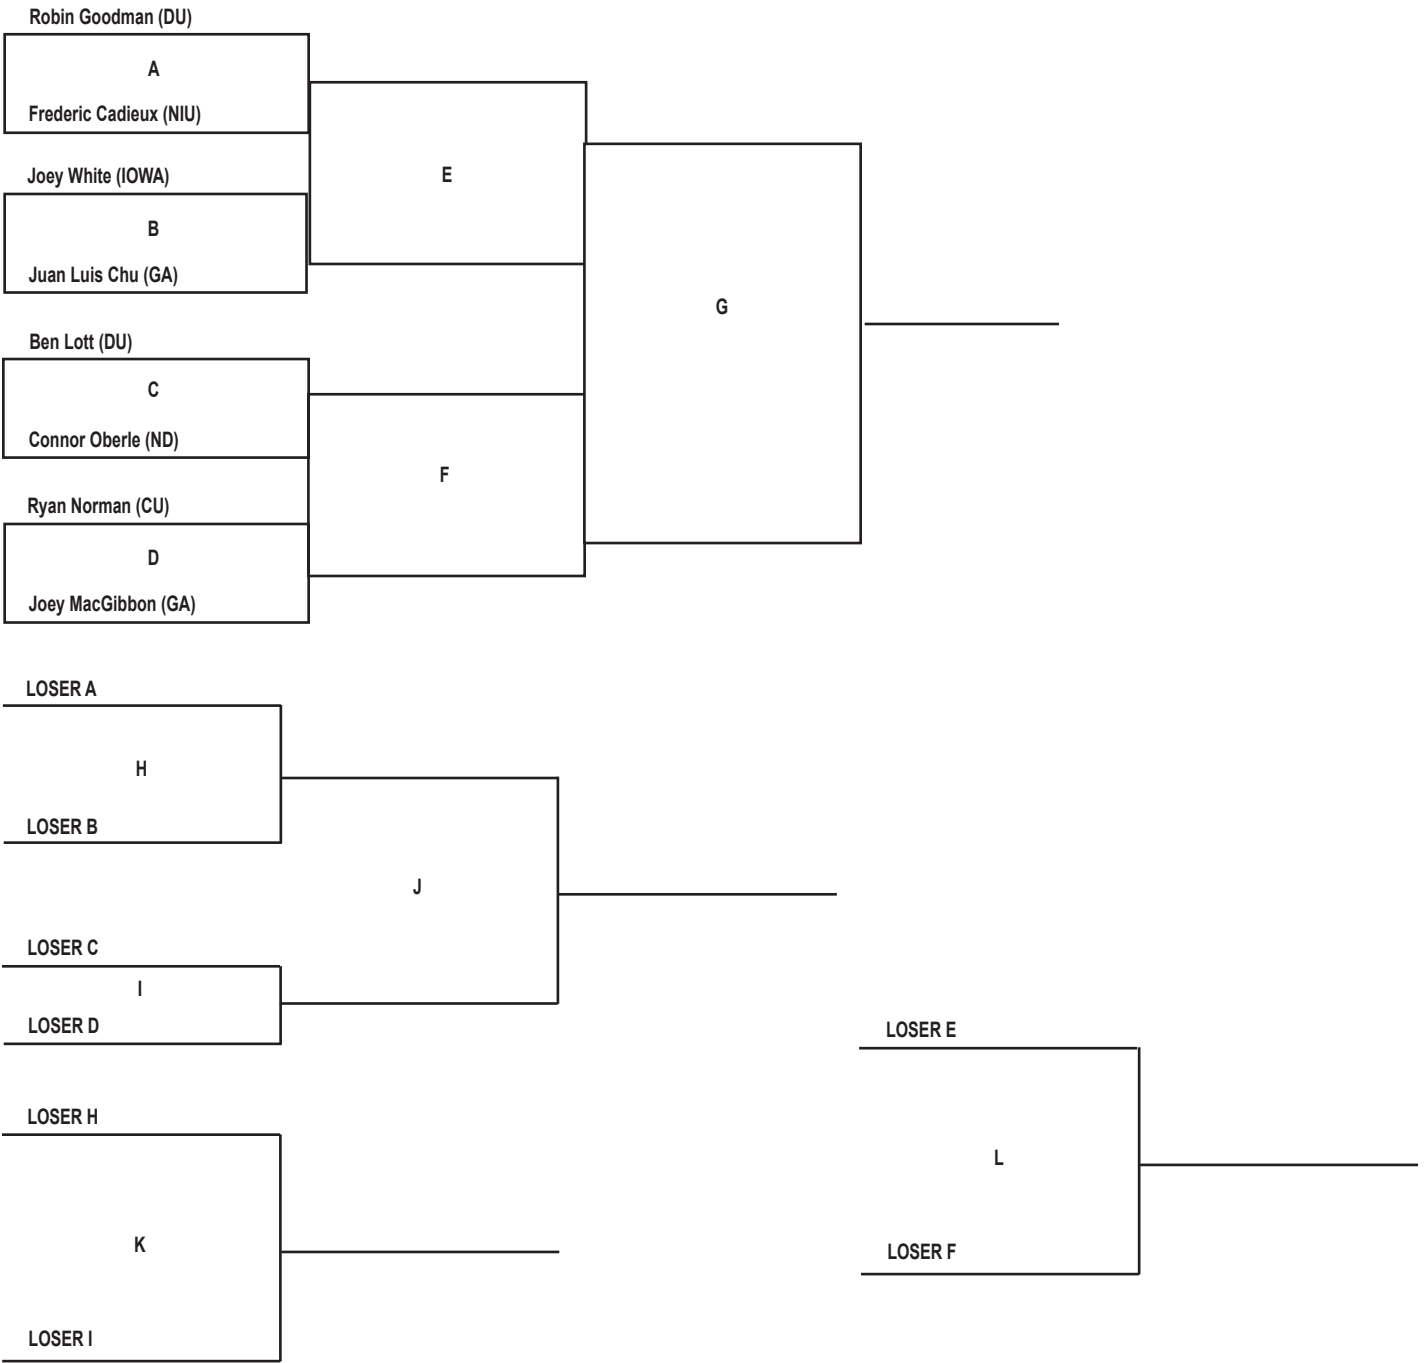 Robin Goodman (DU)
A
Frederic Cadieux (NIU)
Joey White (IOWA)
E
B
Juan Luis Chu (GA)
G
Ben Lott (DU)
C
Connor Oberle (ND)
F
Ryan Norman (CU)
D
Joey MacGibbon (GA)
LOSER A
H
LOSER B
J
LOSER C
I
LOSER D
LOSER E
LOSER H
L
K
LOSER F
LOSER I